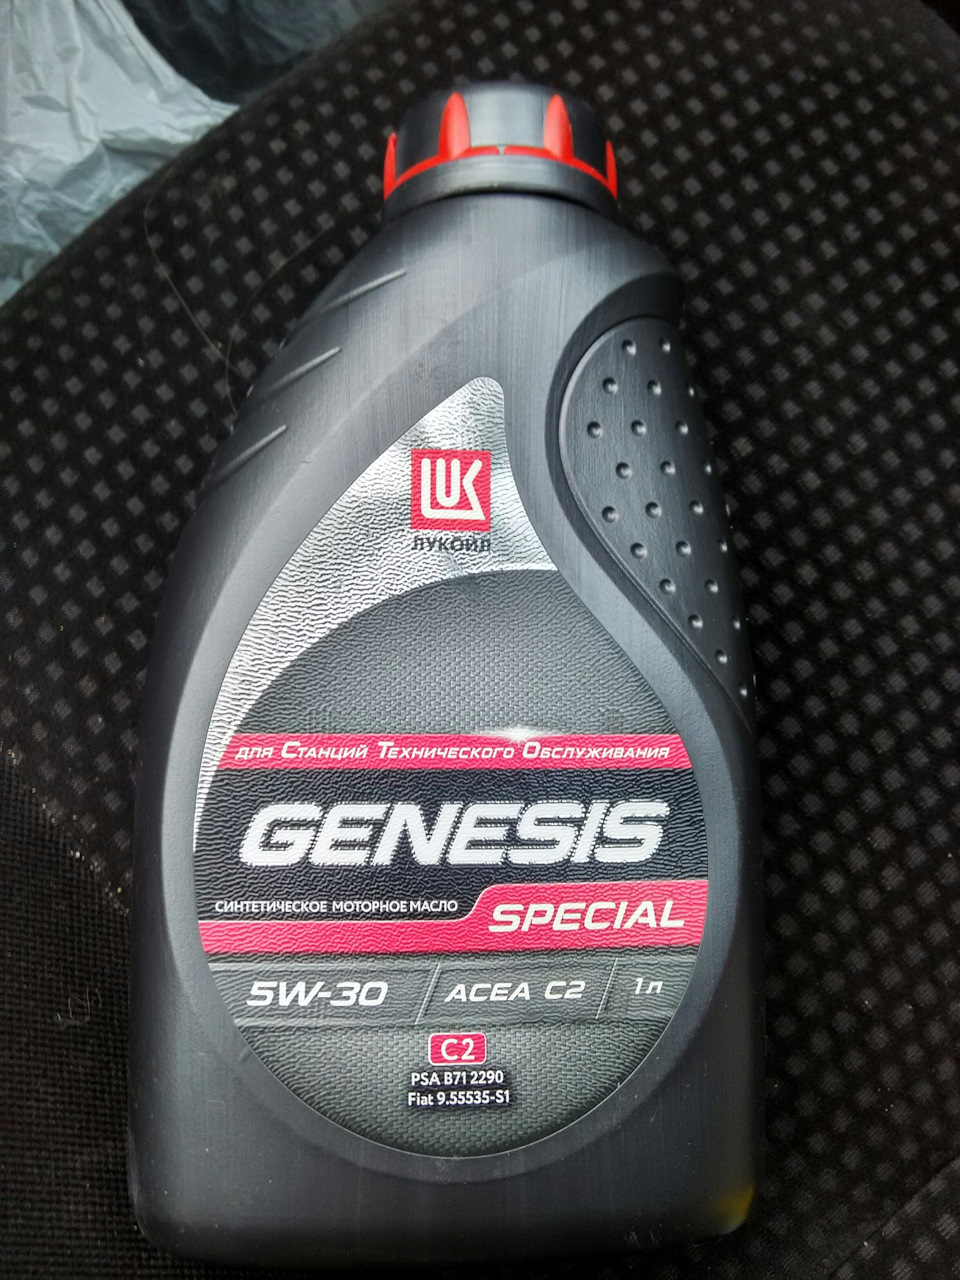 LUK
ЛУКОЙЛ
для Станций Технического Обслуживания
GENESIS
СИНТЕТИЧЕСКОЕ МОТОРНОЕ МАСЛО
SPECIAL
5W-30 / ACEA C2 / 1л
C2
PSA B71 2290
Fiat 9.55535-S1